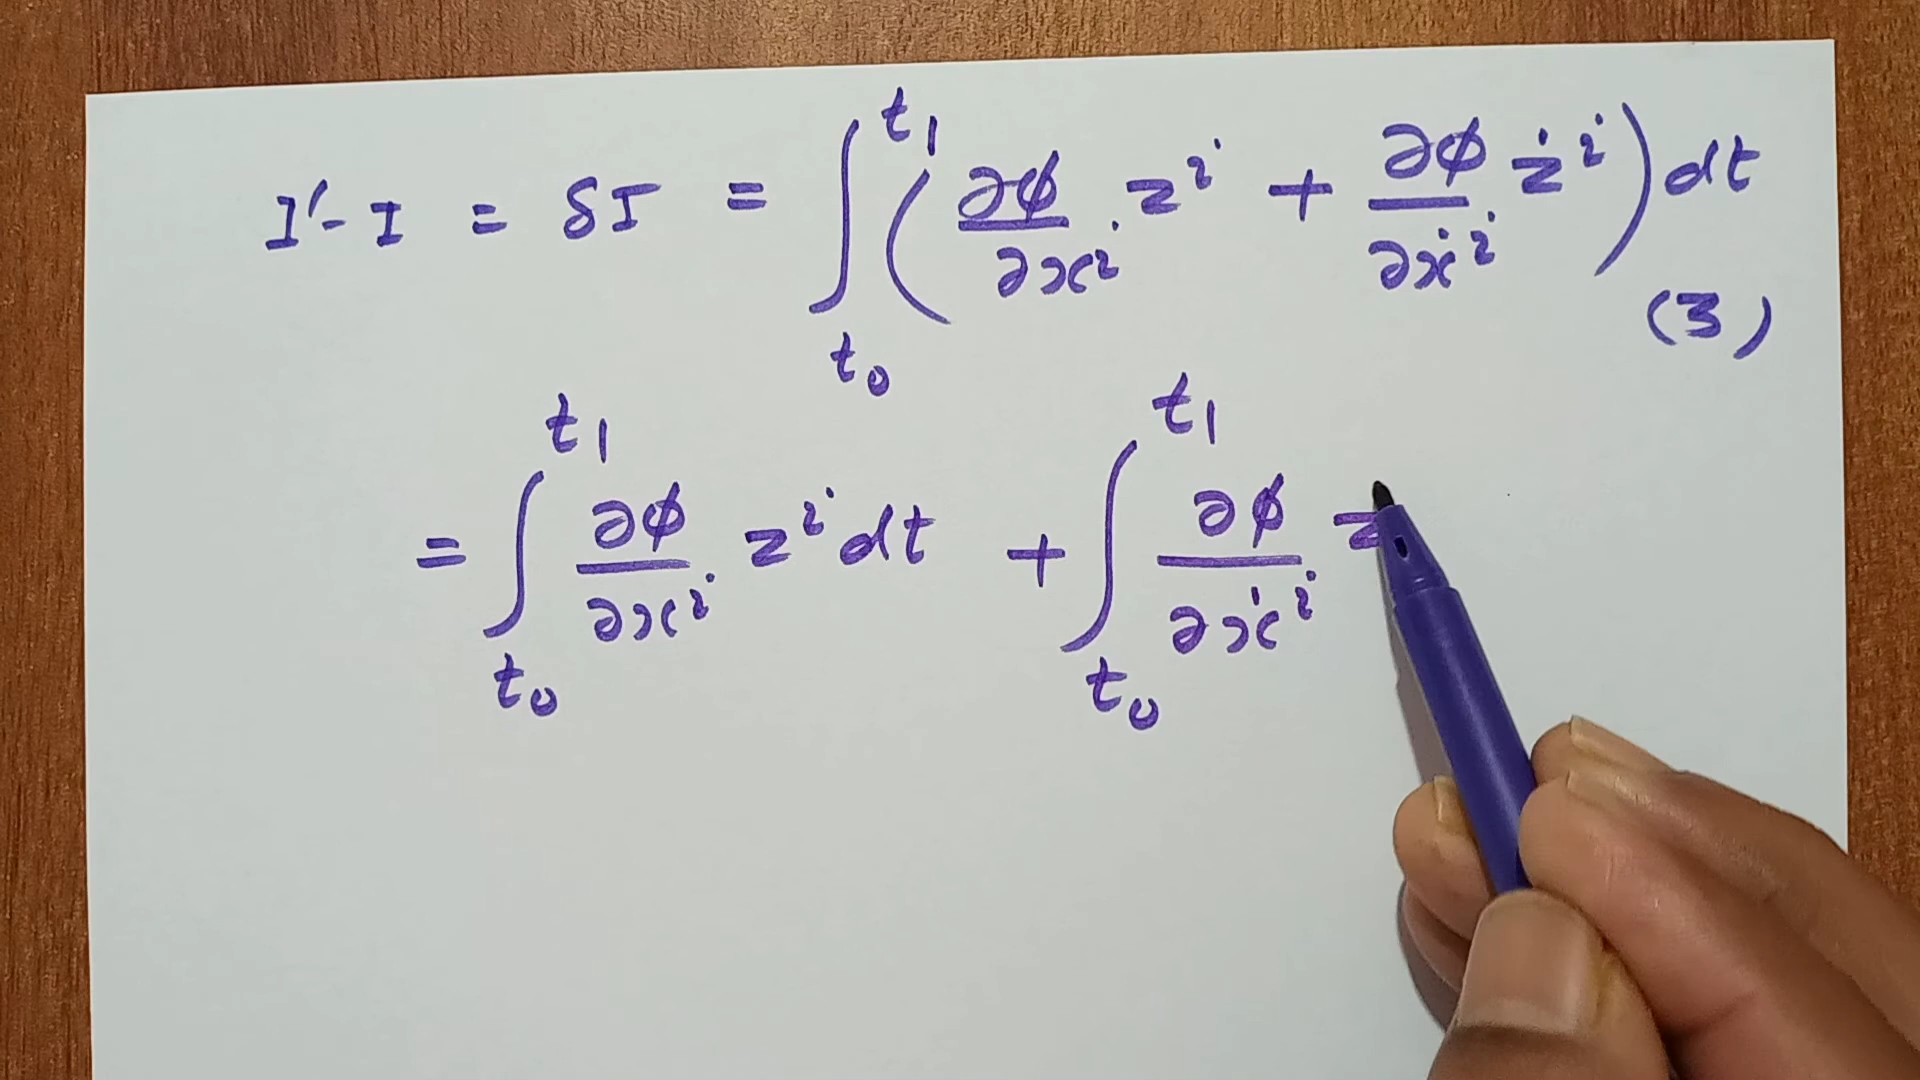 I′ - I = δI = ∫_{t₀}^{t₁} (∂ϕ/∂xⁱ zⁱ + ∂ϕ/∂ẋⁱ żⁱ) dt
(3)
= ∫_{t₀}^{t₁} ∂ϕ/∂xⁱ zⁱ dt + ∫_{t₀}^{t₁} ∂ϕ/∂ẋⁱ z